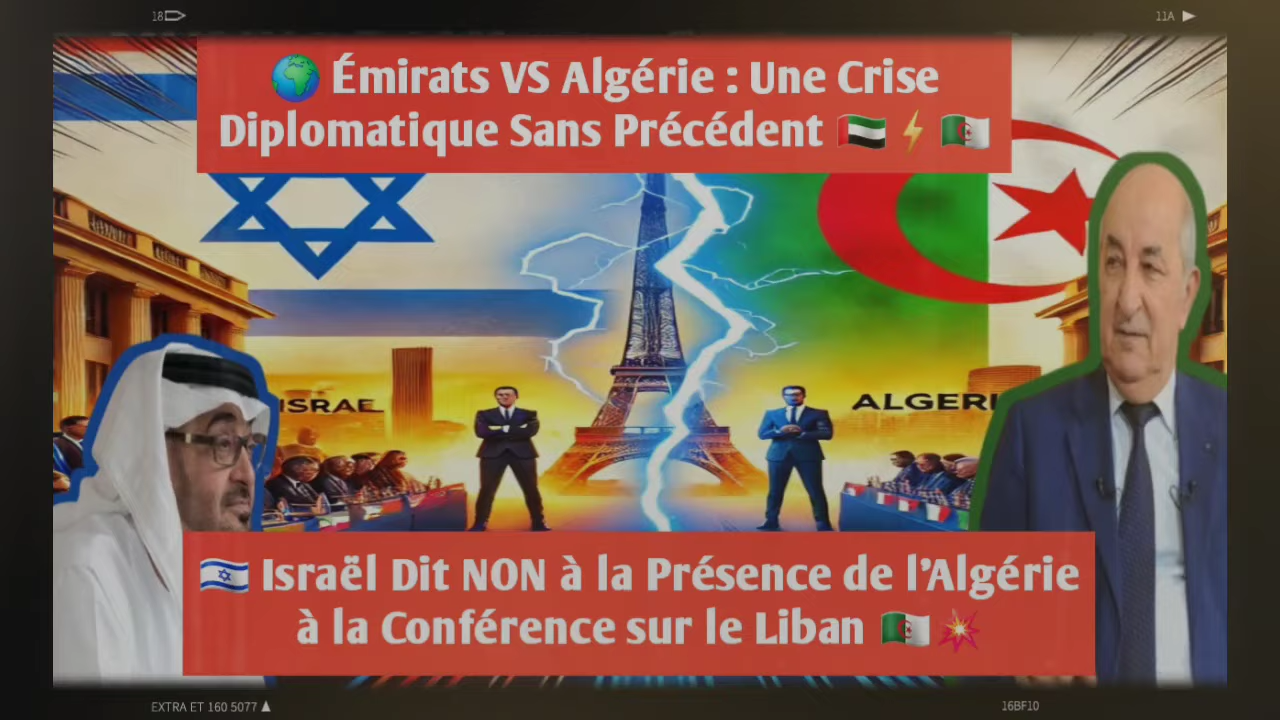 18
11A
🌍 Émirats VS Algérie : Une Crise
Diplomatique Sans Précédent 🇦🇪⚡🇩🇿
ISRAE
ALGERI
🇮🇱 Israël Dit NON à la Présence de l’Algérie
à la Conférence sur le Liban 🇩🇿💥
EXTRA ET 160 5077
16BF10